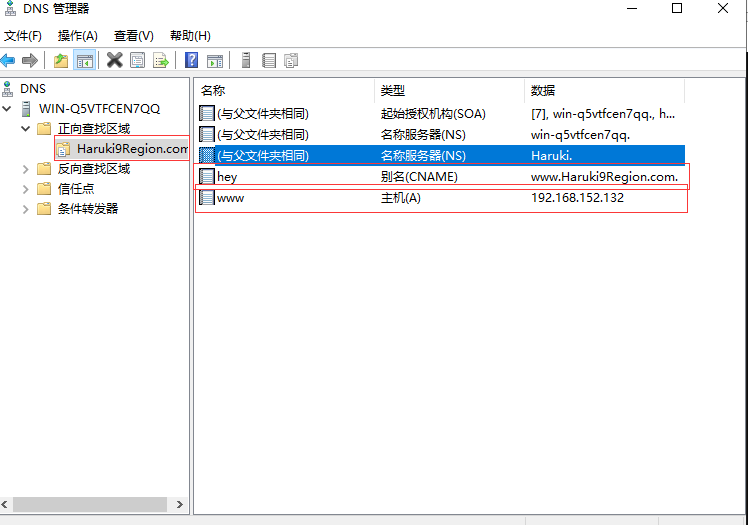 DNS 管理器
文件(F) 操作(A) 查看(V) 帮助(H)
DNS
WIN-Q5VTFCEN7QQ
正向查找区域
Haruki9Region.com
反向查找区域
信任点
条件转发器
名称 类型 数据
(与父文件夹相同) 起始授权机构(SOA) [7], win-q5vtfcen7qq., h...
(与父文件夹相同) 名称服务器(NS) win-q5vtfcen7qq.
(与父文件夹相同) 名称服务器(NS) Haruki.
hey 别名(CNAME) www.Haruki9Region.com.
www 主机(A) 192.168.152.132